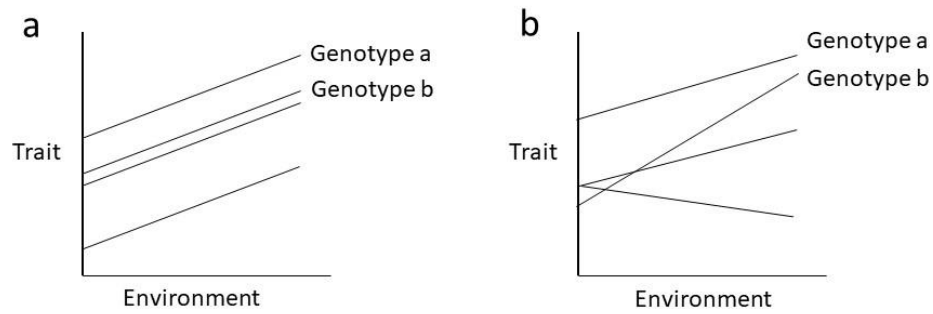 a
Genotype a
Genotype b
Trait
Environment
b
Genotype a
Genotype b
Trait
Environment